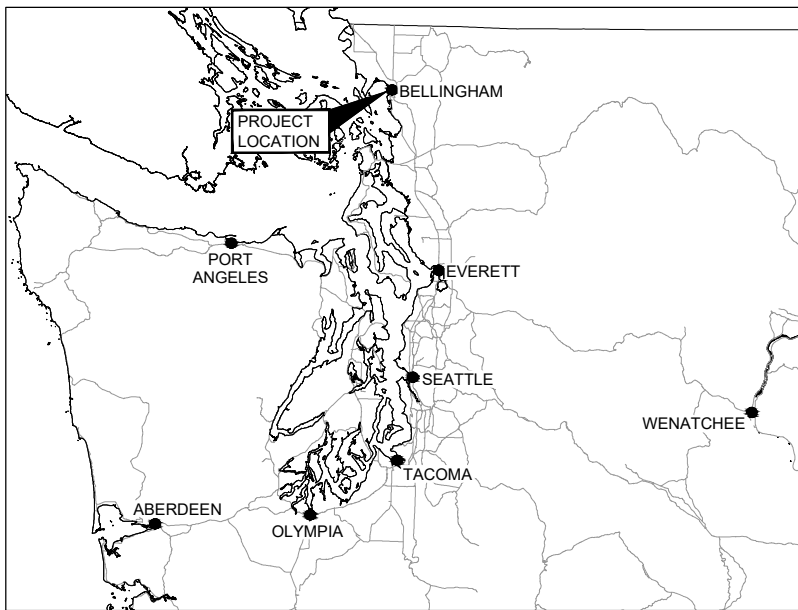 BELLINGHAM
PROJECT
LOCATION
PORT
ANGELES
EVERETT
SEATTLE
WENATCHEE
TACOMA
ABERDEEN
OLYMPIA